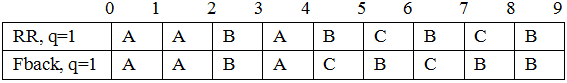 0 1 2 3 4 5 6 7 8 9
RR, q=1 A A B A B C B C B
Fback, q=1 A A B A C B C B B